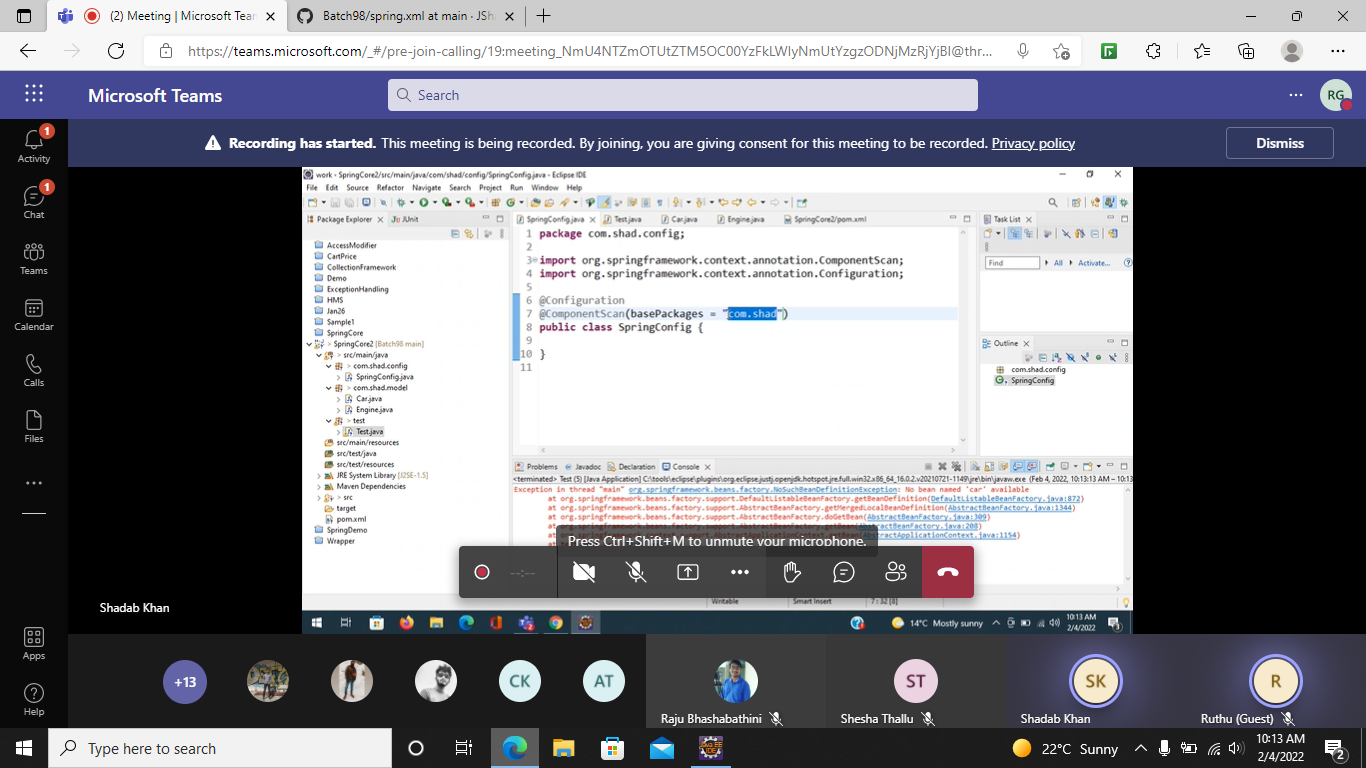 (2) Meeting | Microsoft Tean
Batch98/spring.xml at main · JSh
https://teams.microsoft.com/_#/pre-join-calling/19:meeting_NmU4NTZmOTUtZTM5OC00YzFkLWIyNmUtYzgzODNjMzRjYjBl@thr...
Microsoft Teams
Search
RG
Recording has started. This meeting is being recorded. By joining, you are giving consent for this meeting to be recorded. Privacy policy
Dismiss
1
Activity
1
Chat
Teams
Calendar
Calls
Files
Apps
Help
work - SpringCore2/src/main/java/com/shad/config/SpringConfig.java - Eclipse IDE
File Edit Source Refactor Navigate Search Project Run Window Help
Package Explorer JUnit
AccessModifier
CartPrice
CollectionFramework
Demo
ExceptionHandling
HMS
Jan26
Sample1
SpringCore
> SpringCore2 [Batch98 main]
> src/main/java
> com.shad.config
> SpringConfig.java
> com.shad.model
> Car.java
> Engine.java
> test
> Test.java
src/main/resources
src/test/java
src/test/resources
JRE System Library [J2SE-1.5]
Maven Dependencies
> src
target
pom.xml
SpringDemo
Wrapper
SpringConfig.java Test.java Car.java Engine.java SpringCore2/pom.xml
1 package com.shad.config;
2
3 import org.springframework.context.annotation.ComponentScan;
4 import org.springframework.context.annotation.Configuration;
5
6 @Configuration
7 @ComponentScan(basePackages = "com.shad")
8 public class SpringConfig {
9
10 }
11
Task List
Find All Activate...
Outline
com.shad.config
SpringConfig
Problems Javadoc Declaration Console
<terminated> Test (5) [Java Application] C:\tools\eclipse\plugins\org.eclipse.justj.openjdk.hotspot.jre.full.win32.x86_64_16.0.2.v20210721-1149\jre\bin\javaw.exe (Feb 4, 2022, 10:13:13 AM – 10:13
Exception in thread "main" org.springframework.beans.factory.NoSuchBeanDefinitionException: No bean named 'car' available
at org.springframework.beans.factory.support.DefaultListableBeanFactory.getBeanDefinition(DefaultListableBeanFactory.java:872)
at org.springframework.beans.factory.support.AbstractBeanFactory.getMergedLocalBeanDefinition(AbstractBeanFactory.java:1344)
at org.springframework.beans.factory.support.AbstractBeanFactory.doGetBean(AbstractBeanFactory.java:309)
at org.springframework.beans.factory.support.AbstractBeanFactory.getBean(AbstractBeanFactory.java:208)
Press Ctrl+Shift+M to unmute your microphone.
--:--
Writable Smart Insert 7 : 32 [8]
14°C Mostly sunny
10:13 AM
2/4/2022
Shadab Khan
+13
CK
AT
ST
SK
R
Raju Bhashabathini
Shesha Thallu
Shadab Khan
Ruthu (Guest)
Type here to search
22°C Sunny
10:13 AM
2/4/2022
2